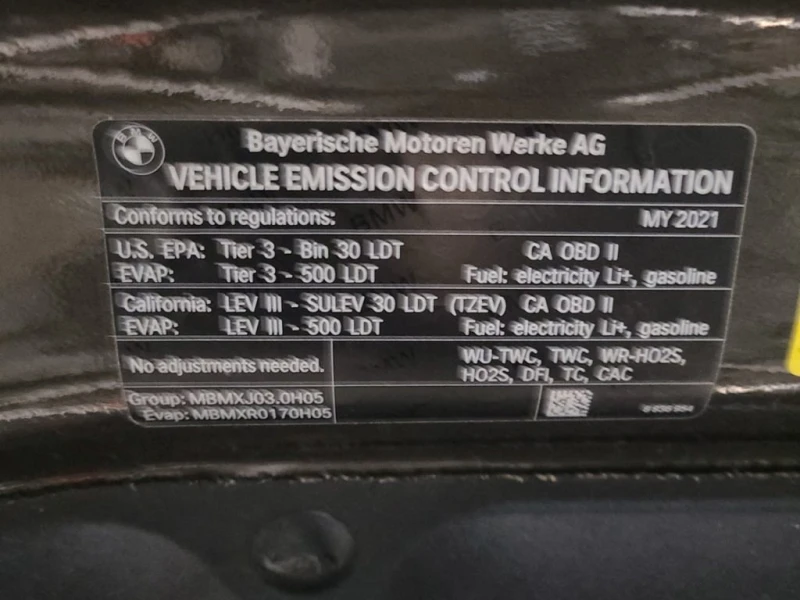 BMW
Bayerische Motoren Werke AG
VEHICLE EMISSION CONTROL INFORMATION
Conforms to regulations: MY 2021
U.S. EPA: Tier 3 - Bin 30 LDT CA OBD II
EVAP: Tier 3 - 500 LDT Fuel: electricity Li+, gasoline
California: LEV III - SULEV 30 LDT (TZEV) CA OBD II
EVAP: LEV III - 500 LDT Fuel: electricity Li+, gasoline
No adjustments needed.
WU-TWC, TWC, WR-HO2S,
HO2S, DFI, TC, CAC
Group: MBMXJ03.0H05
Evap: MBMXR0170H05